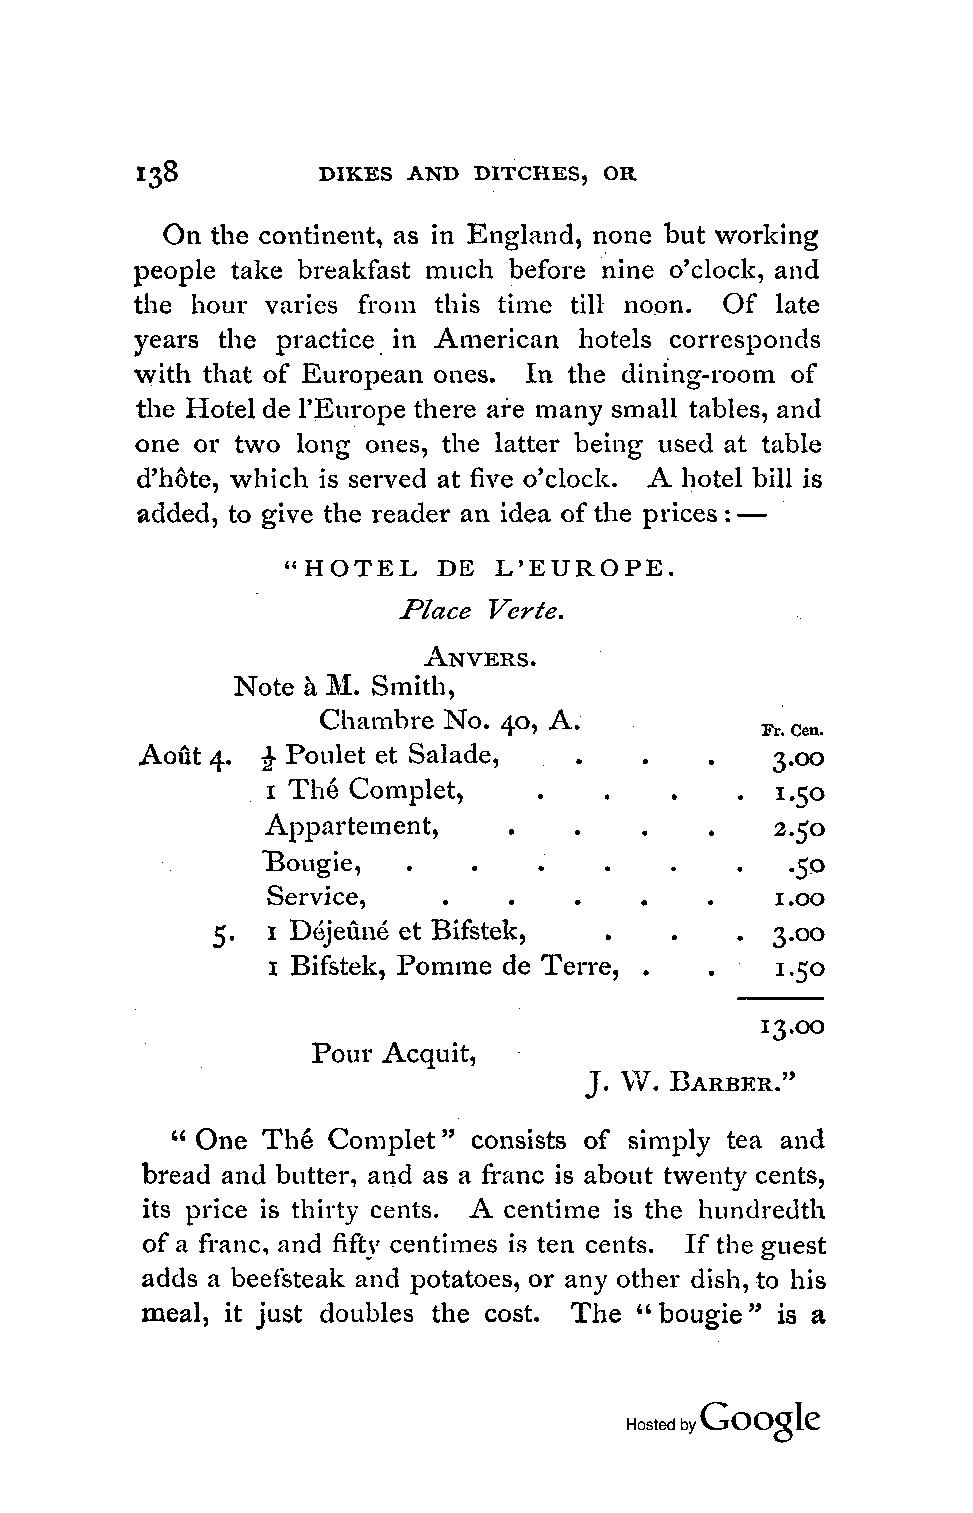 138 DIKES AND DITCHES, OR
On the continent, as in England, none but working
people take breakfast much before nine o'clock, and
the hour varies from this time till noon. Of late
years the practice in American hotels corresponds
with that of European ones. In the dining-room of
the Hotel de l'Europe there are many small tables, and
one or two long ones, the latter being used at table
d'hôte, which is served at five o'clock. A hotel bill is
added, to give the reader an idea of the prices:—
"HOTEL DE L'EUROPE.
Place Verte.
ANVERS.
Note à M. Smith,
Chambre No. 40, A. Fr. Cen.
Août 4. ½ Poulet et Salade, . . . 3.00
1 Thé Complet, . . . . 1.50
Appartement, . . . . 2.50
Bougie, . . . . . . .50
Service, . . . . . 1.00
5. 1 Déjeûné et Bifstek, . . . 3.00
1 Bifstek, Pomme de Terre, . . 1.50
13.00
Pour Acquit,
J. W. BARBER."
"One Thé Complet" consists of simply tea and
bread and butter, and as a franc is about twenty cents,
its price is thirty cents. A centime is the hundredth
of a franc, and fifty centimes is ten cents. If the guest
adds a beefsteak and potatoes, or any other dish, to his
meal, it just doubles the cost. The "bougie" is a
Hosted by Google